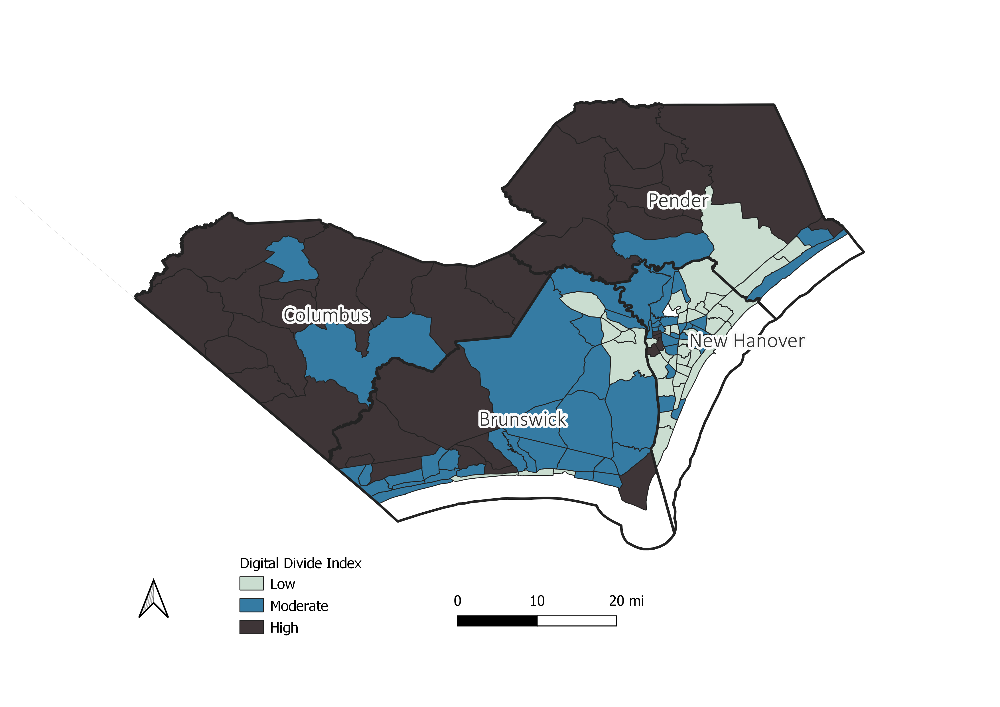 Pender
Columbus
New Hanover
Brunswick
Digital Divide Index
Low
Moderate
High
0 10 20 mi